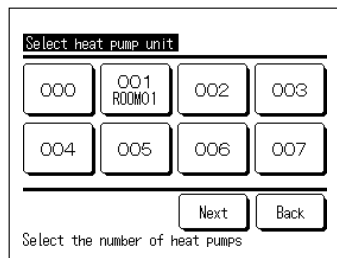 Select heat pump unit
000 001 002 003
ROOM01
004 005 006 007
Next Back
Select the number of heat pumps